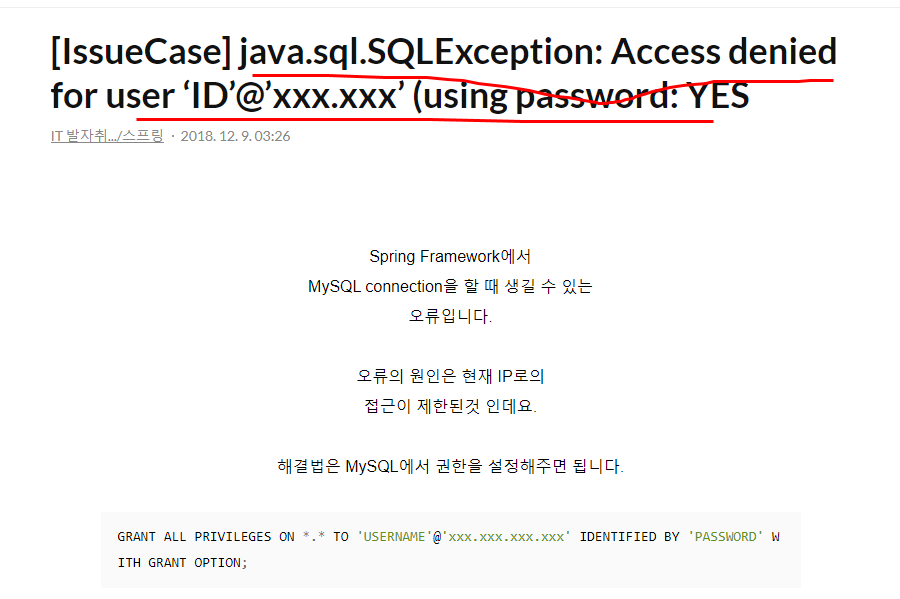 [IssueCase] java.sql.SQLException: Access denied
for user ‘ID’@’xxx.xxx’ (using password: YES
IT 발자취.../스프링 · 2018. 12. 9. 03:26
Spring Framework에서
MySQL connection을 할 때 생길 수 있는
오류입니다.
오류의 원인은 현재 IP로의
접근이 제한된것 인데요.
해결법은 MySQL에서 권한을 설정해주면 됩니다.
GRANT ALL PRIVILEGES ON *.* TO 'USERNAME'@'xxx.xxx.xxx.xxx' IDENTIFIED BY 'PASSWORD' W
ITH GRANT OPTION;